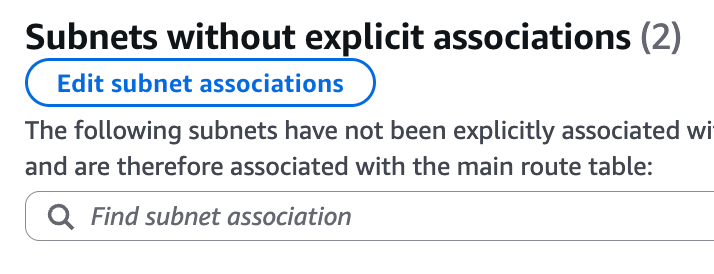 Subnets without explicit associations (2)
Edit subnet associations
The following subnets have not been explicitly associated
and are therefore associated with the main route table:
Find subnet association